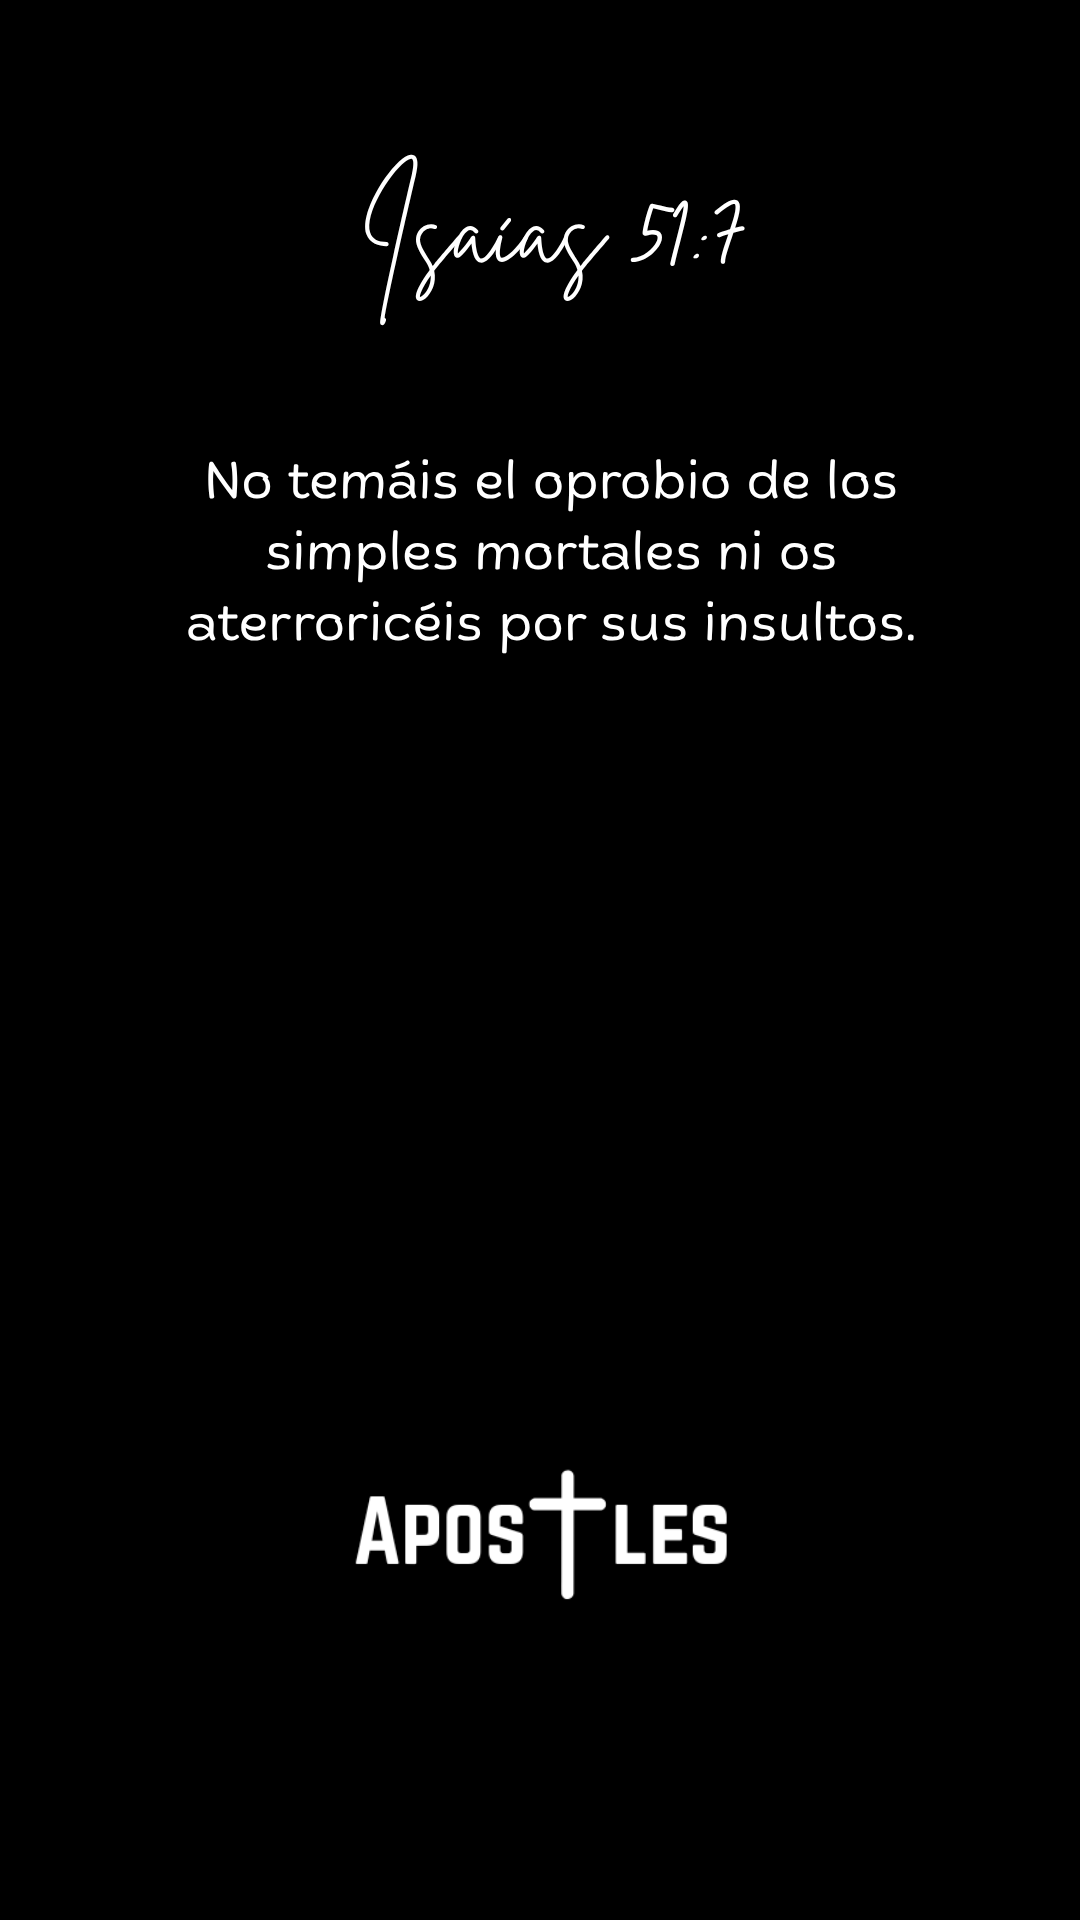 Isaías 51:7
No temáis el oprobio de los
simples mortales ni os
aterroricéis por sus insultos.
APOSTLES